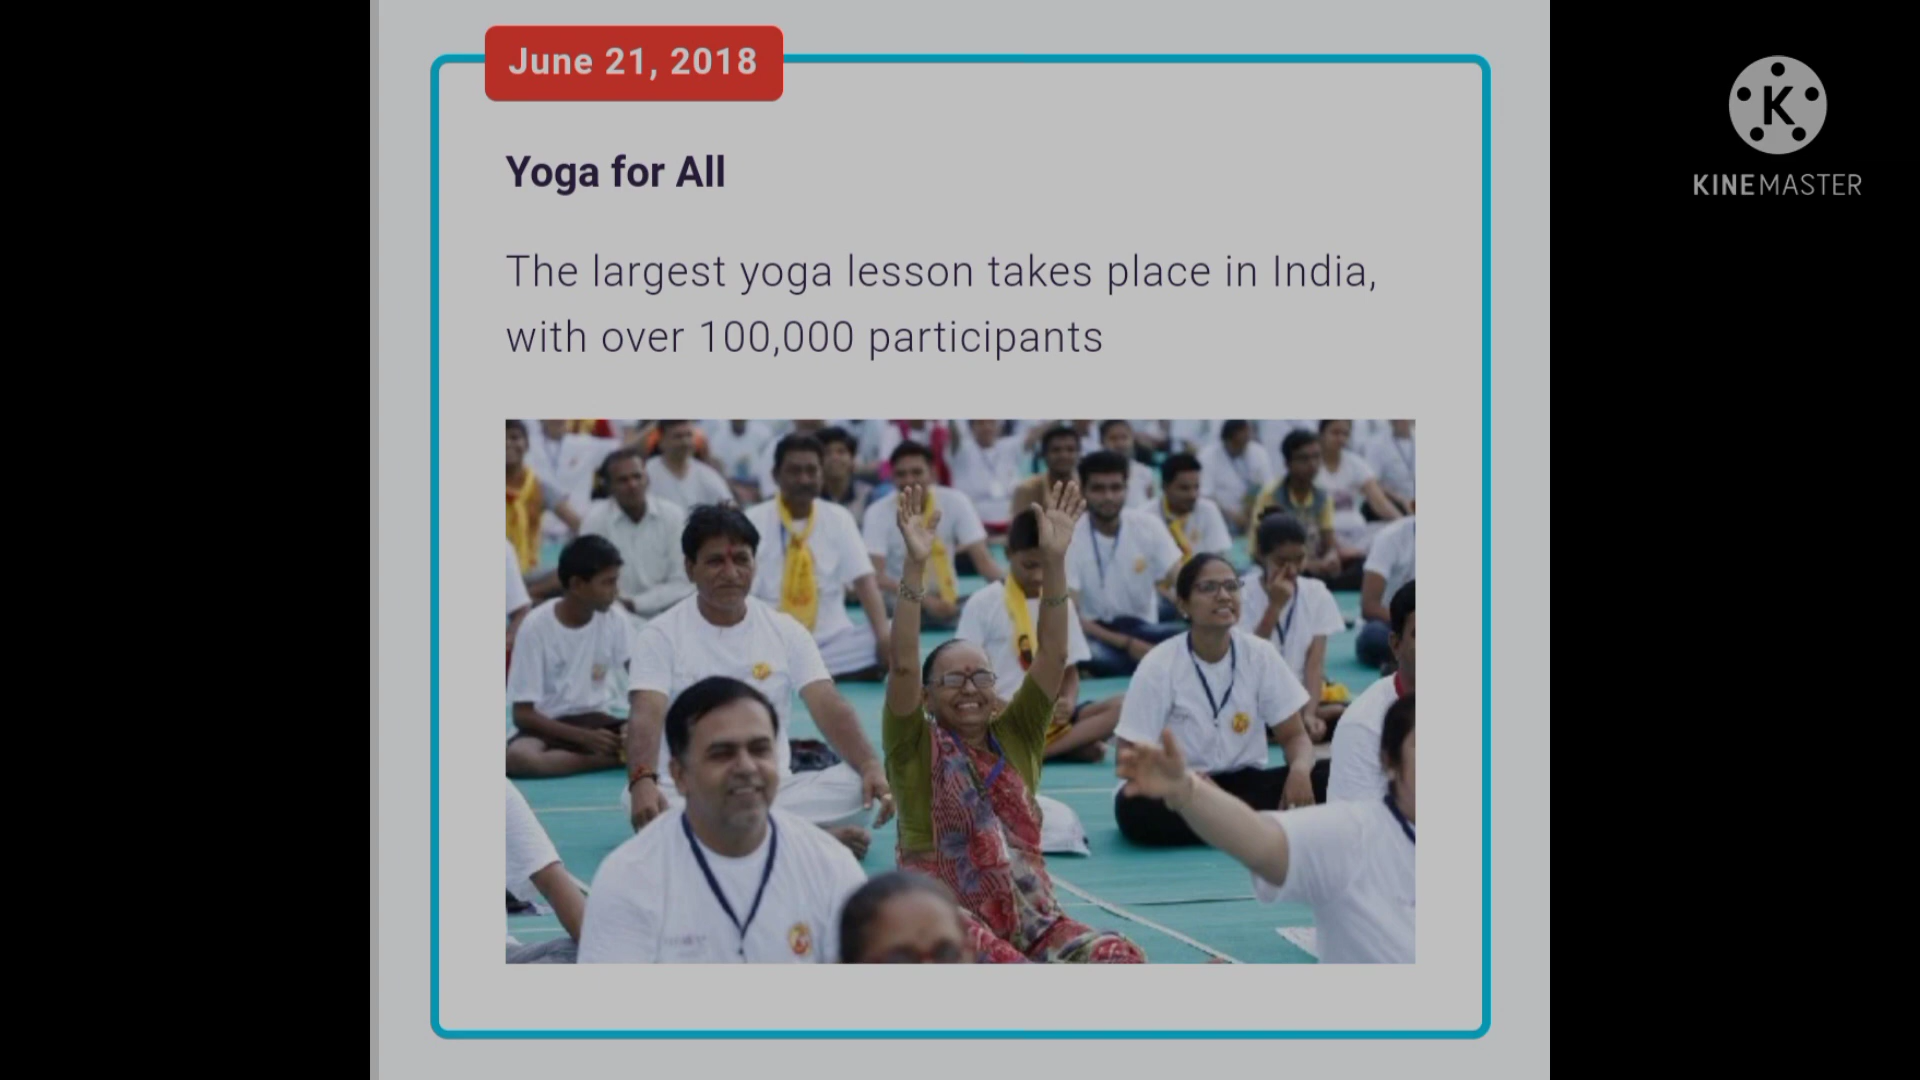 June 21, 2018
Yoga for All
The largest yoga lesson takes place in India,
with over 100,000 participants
K
KINEMASTER